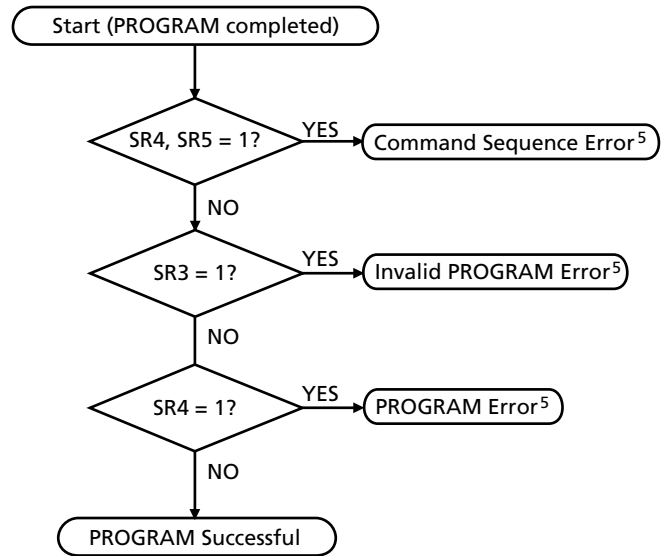 Start (PROGRAM completed)
SR4, SR5 = 1?
YES
Command Sequence Error5
NO
SR3 = 1?
YES
Invalid PROGRAM Error5
NO
SR4 = 1?
YES
PROGRAM Error5
NO
PROGRAM Successful